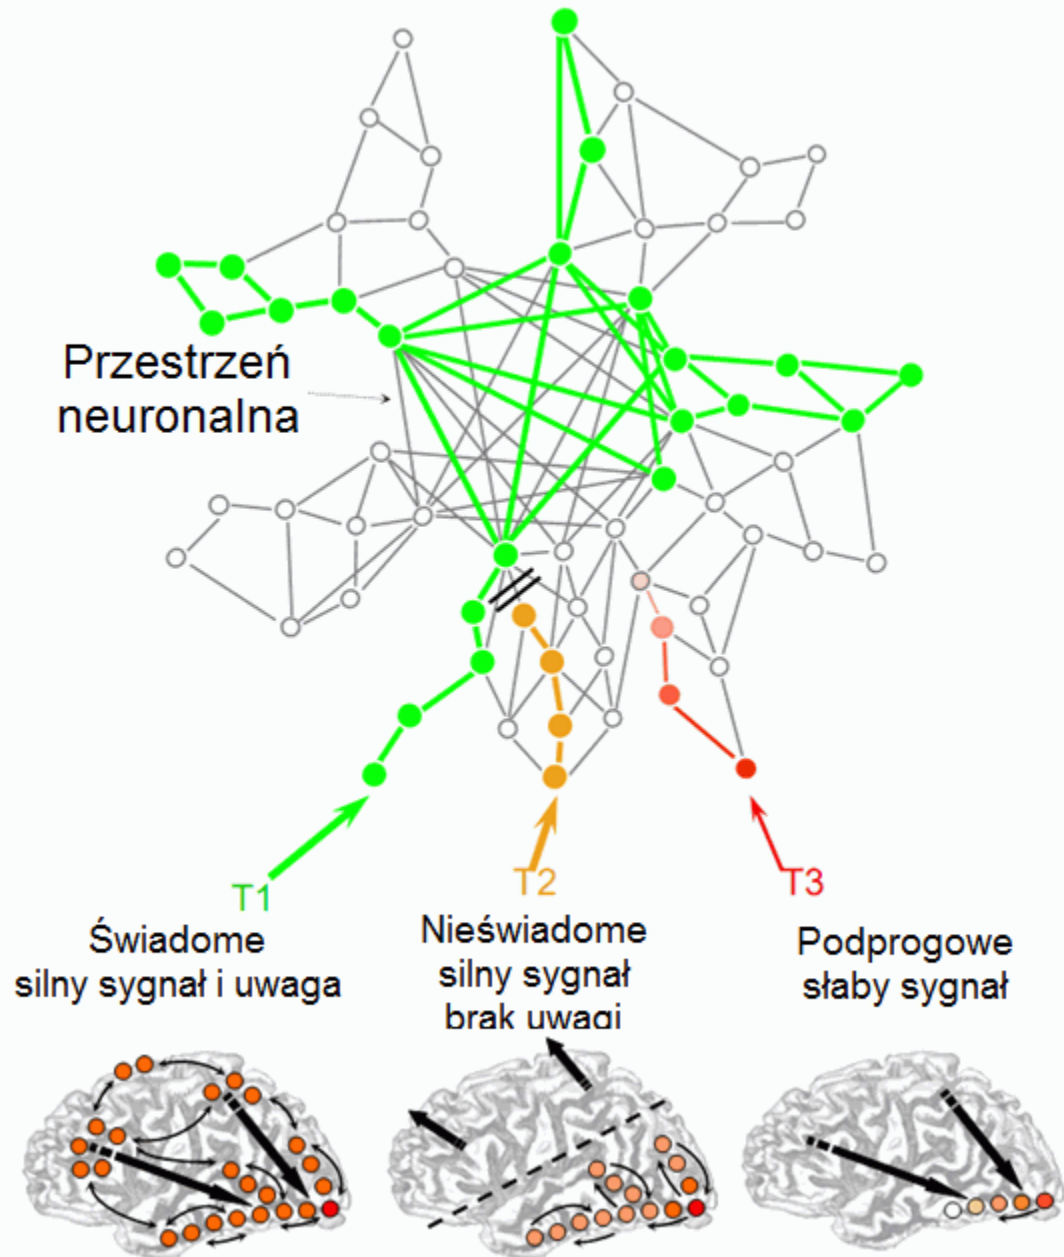 Przestrzeń
neuronalna
T1
T2
T3
Świadome
silny sygnał i uwaga
Nieświadome
silny sygnał
brak uwagi
Podprogowe
słaby sygnał